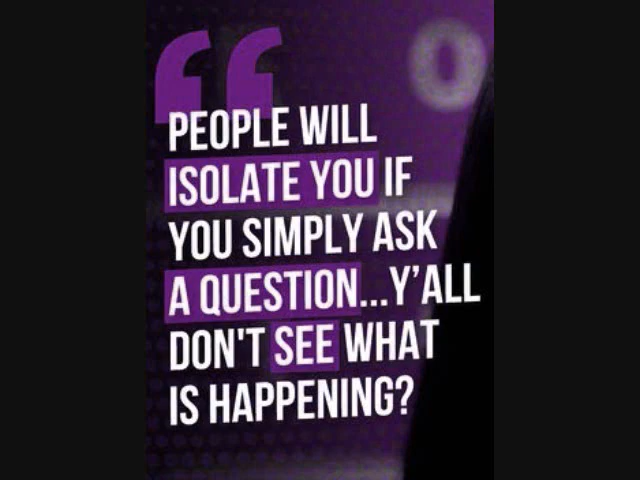 “
PEOPLE WILL
ISOLATE YOU IF
YOU SIMPLY ASK
A QUESTION...Y’ALL
DON'T SEE WHAT
IS HAPPENING?